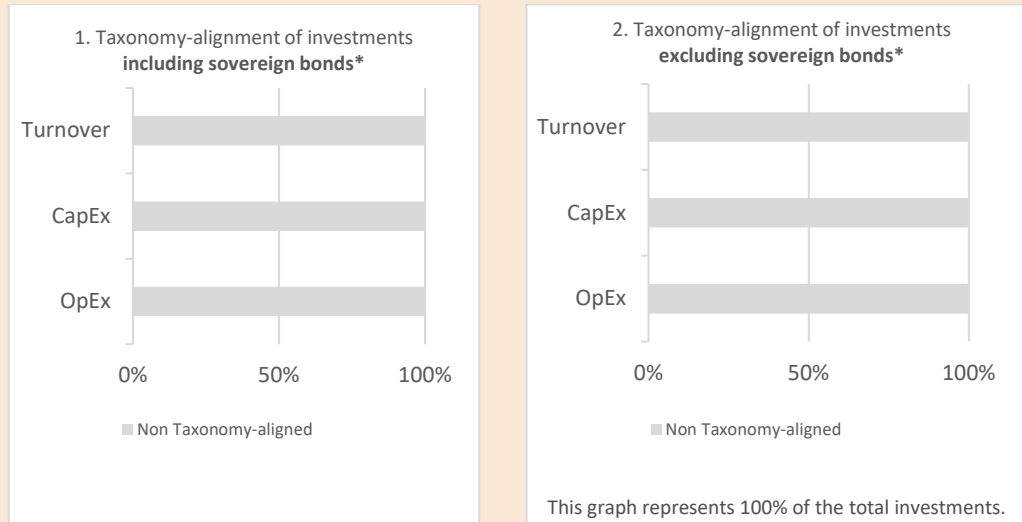 1. Taxonomy-alignment of investments
including sovereign bonds*
Turnover
CapEx
OpEx
0% 50% 100%
Non Taxonomy-aligned
2. Taxonomy-alignment of investments
excluding sovereign bonds*
Turnover
CapEx
OpEx
0% 50% 100%
Non Taxonomy-aligned
This graph represents 100% of the total investments.